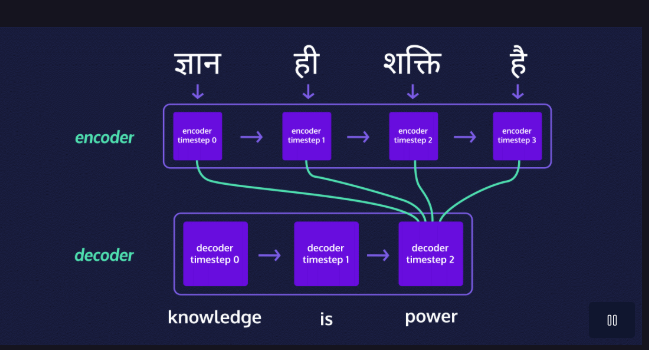 ज्ञान ही शक्ति है
encoder
encoder
timestep 0
encoder
timestep 1
encoder
timestep 2
encoder
timestep 3
decoder
decoder
timestep 0
decoder
timestep 1
decoder
timestep 2
knowledge is power